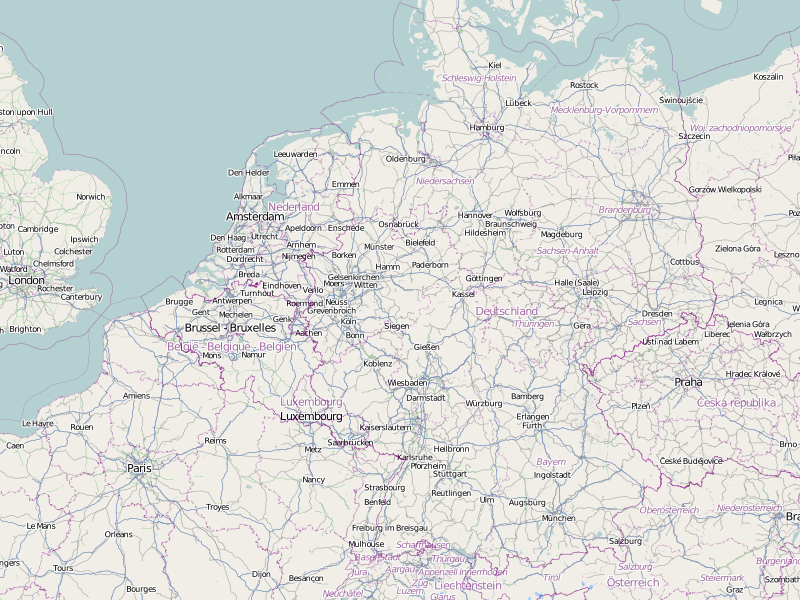 Kiel
Koszalin
Schleswig-Holstein
Rostock
Lübeck
Świnoujście
Mecklenburg-Vorpommern
ston upon Hull
Hamburg
Woj. zachodniopomorskie
Szczecin
ncoln
Leeuwarden
Oldenburg
Piła
Den Helder
Emmen
Niedersachsen
Norwich
Alkmaar
Gorzów Wielkopolski
Nederland
Brandenburg
Amsterdam
Hannover
Wolfsburg
Poz
pton
Cambridge
Apeldoorn
Enschede
Osnabrück
Braunschweig
Den Haag
Utrecht
Hildesheim
Magdeburg
Ipswich
Arnhem
Münster
Bielefeld
Luton
Colchester
Rotterdam
Nijmegen
Borken
Sachsen-Anhalt
Zielona Góra
Leszno
Chelmsford
Dordrecht
Hamm
Paderborn
Cottbus
Watford
London
Breda
Gelsenkirchen
Göttingen
Rochester
Eindhoven
Moers
Witten
Halle (Saale)
Canterbury
Turnhout
Venlo
Kassel
Leipzig
Brugge
Antwerpen
Roermond
Neuss
Legnica
Gent
Mechelen
Grevenbroich
Deutschland
Dresden
Genk
Köln
Siegen
Thüringen
Gera
Sachsen
Jelenia Góra
Brighton
Brussel - Bruxelles
Aachen
Bonn
Liberec
Wałbrzych
België - Belgique - Belgien
Gießen
Ústí nad Labem
Mons
Namur
Koblenz
Hradec Králové
Wiesbaden
Praha
Amiens
Luxembourg
Darmstadt
Bamberg
Würzburg
Plzeň
Česká republika
Luxembourg
Erlangen
Le Havre
Rouen
Kaiserslautern
Fürth
Caen
Reims
Saarbrücken
Brno
Metz
Heilbronn
Karlsruhe
České Budějovice
Paris
Pforzheim
Bayern
Nancy
Stuttgart
Ingolstadt
Strasbourg
Reutlingen
Benfeld
Ulm
Augsburg
Troyes
Oberösterreich
Niederösterreich
München
Bra
Le Mans
Freiburg im Breisgau
Orléans
Mulhouse
Schaffhausen
Salzburg
Basel-Stadt
Thurgau
Burgenland
ngers
Tours
Jura
Aargau
Salzburg
Dijon
Besançon
Appenzell Innerrhoden
Tirol
Steiermark
Szombathely
Zug
Liechtenstein
Österreich
Bourges
Neuchâtel
Luzern
Glarus
Graz